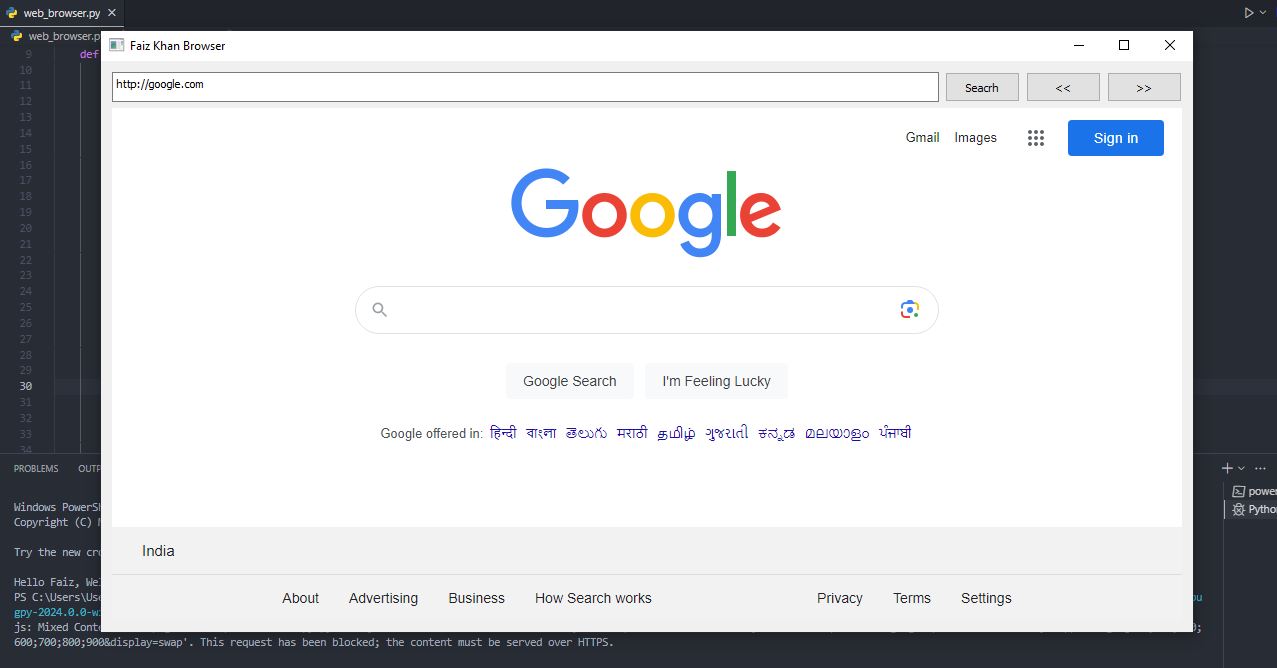 web_browser.py
web_browser.p
Faiz Khan Browser
http://google.com
Seacrh
<<
>>
9 def
10
11
12
13
14
15
16
17
18
19
20
21
22
23
24
25
26
27
28
29
30
31
32
33
34
Gmail Images
Sign in
Google
Google Search I'm Feeling Lucky
Google offered in: हिन्दी বাংলা తెలుగు मराठी தமிழ் ગુજરાતી ಕನ್ನಡ മലയാളം ਪੰਜਾਬੀ
India
About Advertising Business How Search works Privacy Terms Settings
PROBLEMS OUTP
power
Pytho
Windows PowerSh
Copyright (C) M
Try the new cro
Hello Faiz, Wel
PS C:\Users\Use
gpy-2024.0.0-wi
js: Mixed Conte
600;700;800;900&display=swap'. This request has been blocked; the content must be served over HTTPS.